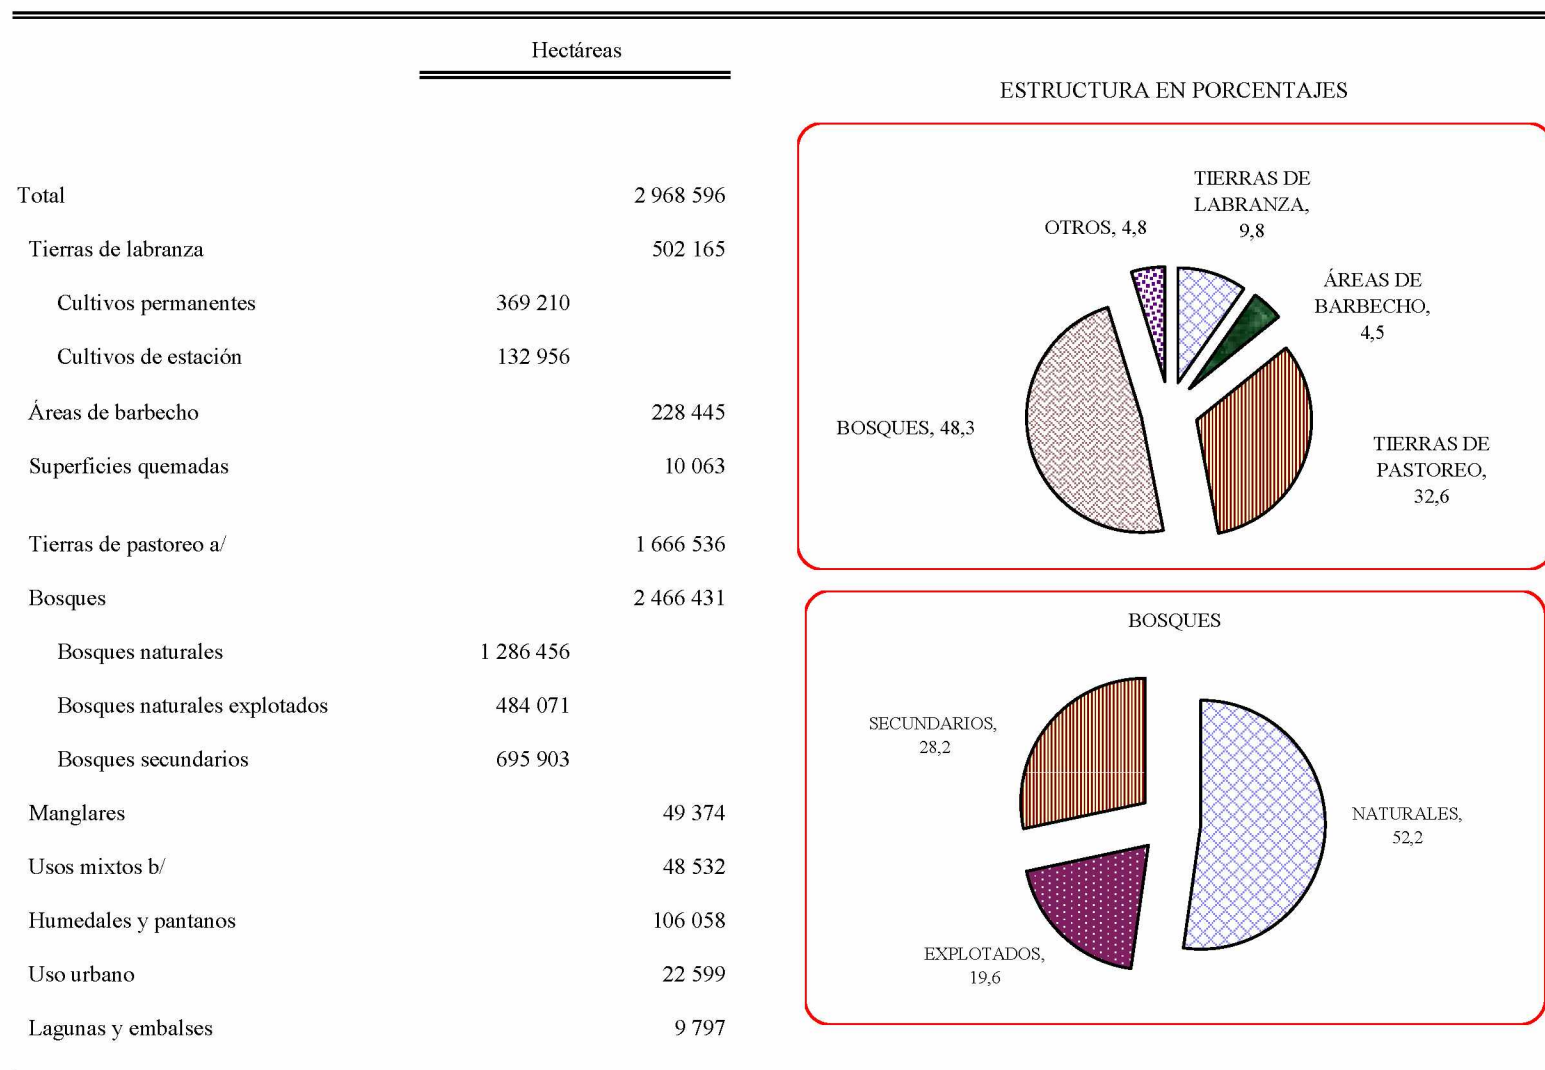 Hectáreas
Total 2 968 596
Tierras de labranza 502 165
Cultivos permanentes 369 210
Cultivos de estación 132 956
Áreas de barbecho 228 445
Superficies quemadas 10 063
Tierras de pastoreo a/ 1 666 536
Bosques 2 466 431
Bosques naturales 1 286 456
Bosques naturales explotados 484 071
Bosques secundarios 695 903
Manglares 49 374
Usos mixtos b/ 48 532
Humedales y pantanos 106 058
Uso urbano 22 599
Lagunas y embalses 9 797
ESTRUCTURA EN PORCENTAJES
TIERRAS DE
LABRANZA,
9,8
OTROS, 4,8
ÁREAS DE
BARBECHO,
4,5
BOSQUES, 48,3
TIERRAS DE
PASTOREO,
32,6
BOSQUES
SECUNDARIOS,
28,2
NATURALES,
52,2
EXPLOTADOS,
19,6